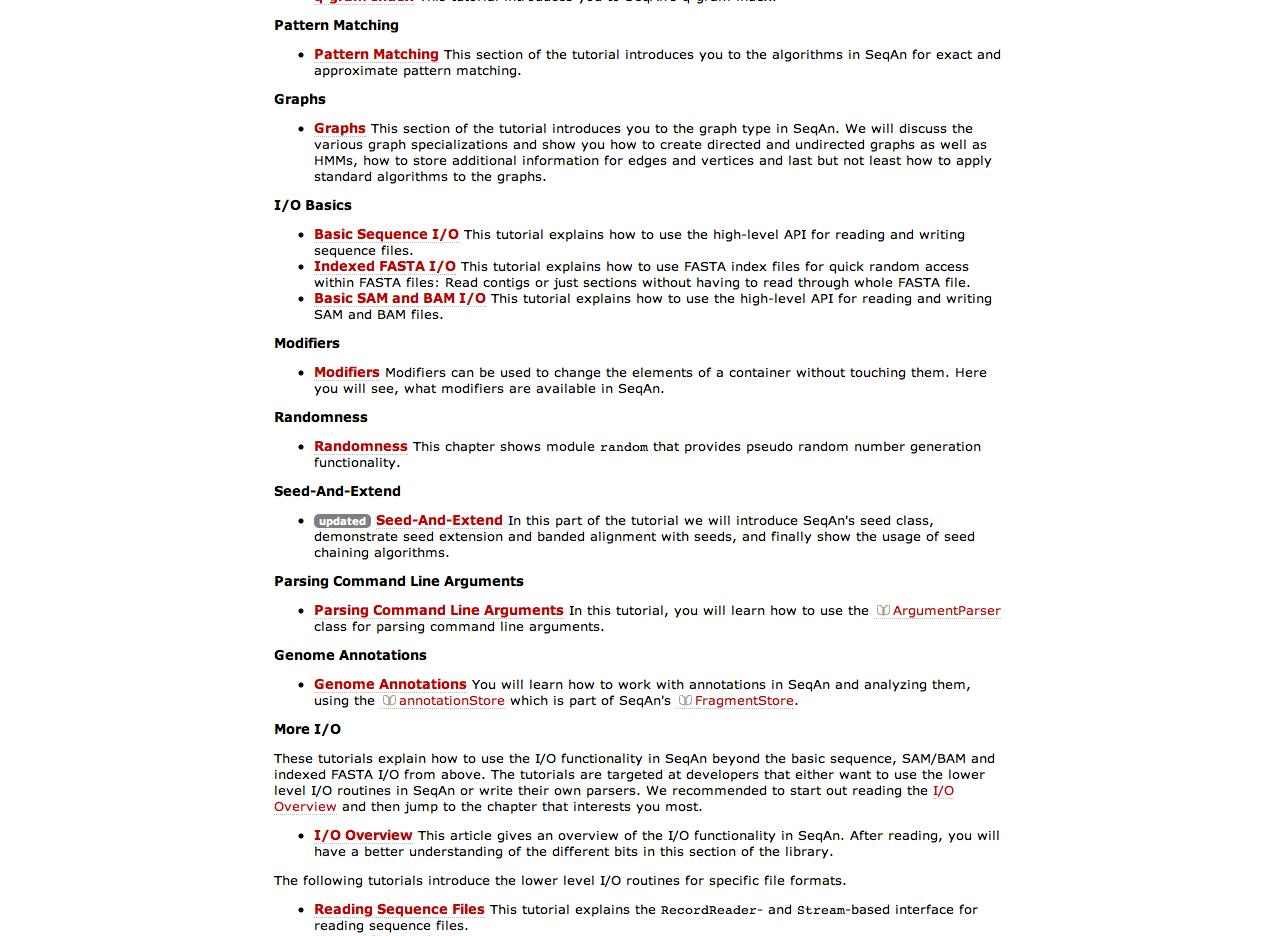 q-gram Index This tutorial introduces you to SeqAn's q-gram index.
Pattern Matching
Pattern Matching This section of the tutorial introduces you to the algorithms in SeqAn for exact and
approximate pattern matching.
Graphs
Graphs This section of the tutorial introduces you to the graph type in SeqAn. We will discuss the
various graph specializations and show you how to create directed and undirected graphs as well as
HMMs, how to store additional information for edges and vertices and last but not least how to apply
standard algorithms to the graphs.
I/O Basics
Basic Sequence I/O This tutorial explains how to use the high-level API for reading and writing
sequence files.
Indexed FASTA I/O This tutorial explains how to use FASTA index files for quick random access
within FASTA files: Read contigs or just sections without having to read through whole FASTA file.
Basic SAM and BAM I/O This tutorial explains how to use the high-level API for reading and writing
SAM and BAM files.
Modifiers
Modifiers Modifiers can be used to change the elements of a container without touching them. Here
you will see, what modifiers are available in SeqAn.
Randomness
Randomness This chapter shows module random that provides pseudo random number generation
functionality.
Seed-And-Extend
updated Seed-And-Extend In this part of the tutorial we will introduce SeqAn's seed class,
demonstrate seed extension and banded alignment with seeds, and finally show the usage of seed
chaining algorithms.
Parsing Command Line Arguments
Parsing Command Line Arguments In this tutorial, you will learn how to use the ArgumentParser
class for parsing command line arguments.
Genome Annotations
Genome Annotations You will learn how to work with annotations in SeqAn and analyzing them,
using the annotationStore which is part of SeqAn's FragmentStore.
More I/O
These tutorials explain how to use the I/O functionality in SeqAn beyond the basic sequence, SAM/BAM and
indexed FASTA I/O from above. The tutorials are targeted at developers that either want to use the lower
level I/O routines in SeqAn or write their own parsers. We recommended to start out reading the I/O
Overview and then jump to the chapter that interests you most.
I/O Overview This article gives an overview of the I/O functionality in SeqAn. After reading, you will
have a better understanding of the different bits in this section of the library.
The following tutorials introduce the lower level I/O routines for specific file formats.
Reading Sequence Files This tutorial explains the RecordReader- and Stream-based interface for
reading sequence files.